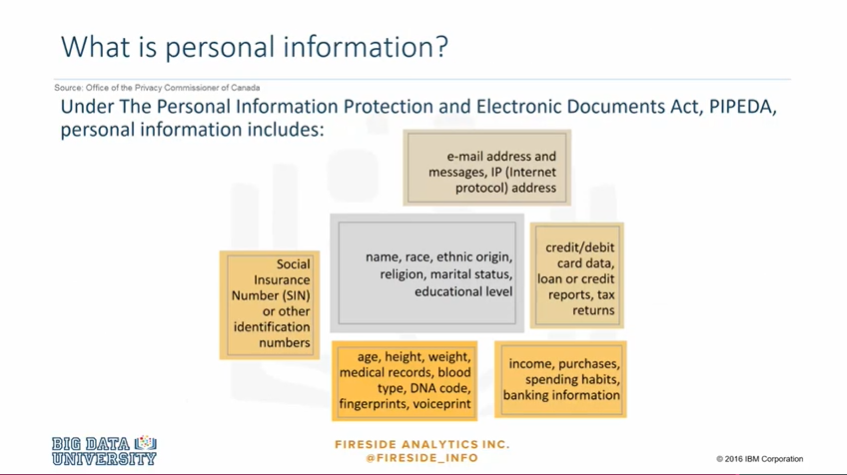 What is personal information?
Source: Office of the Privacy Commissioner of Canada
Under The Personal Information Protection and Electronic Documents Act, PIPEDA,
personal information includes:
e-mail address and
messages, IP (Internet
protocol) address
name, race, ethnic origin,
religion, marital status,
educational level
credit/debit
card data,
loan or credit
reports, tax
returns
Social
Insurance
Number (SIN)
or other
identification
numbers
age, height, weight,
medical records, blood
type, DNA code,
fingerprints, voiceprint
income, purchases,
spending habits,
banking information
BIG DATA
UNIVERSITY
FIRESIDE ANALYTICS INC.
@FIRESIDE_INFO
© 2016 IBM Corporation